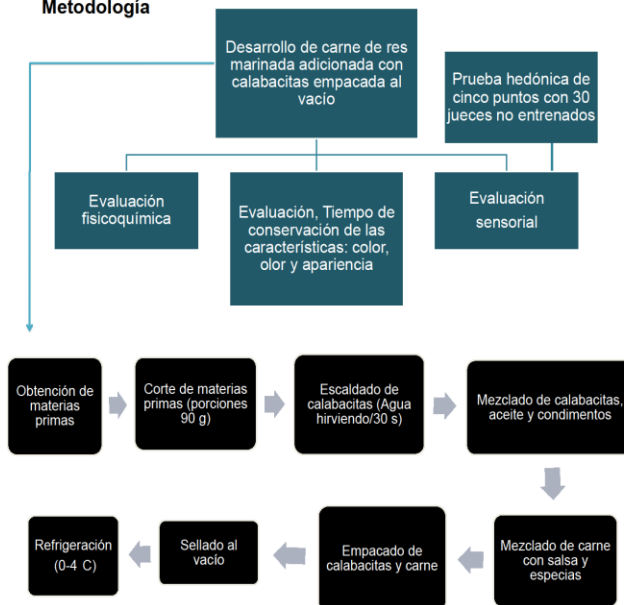 Metodología
Desarrollo de carne de res
marinada adicionada con
calabacitas empacada al
vacío
Prueba hedónica de
cinco puntos con 30
jueces no entrenados
Evaluación
fisicoquímica
Evaluación, Tiempo de
conservación de las
características: color,
olor y apariencia
Evaluación
sensorial
Obtención de
materias
primas
Corte de materias
primas (porciones
90 g)
Escaldado de
calabacitas (Agua
hirviendo/30 s)
Mezclado de calabacitas,
aceite y condimentos
Mezclado de carne
con salsa y
especias
Empacado de
calabacitas y carne
Sellado al
vacío
Refrigeración
(0-4 C)